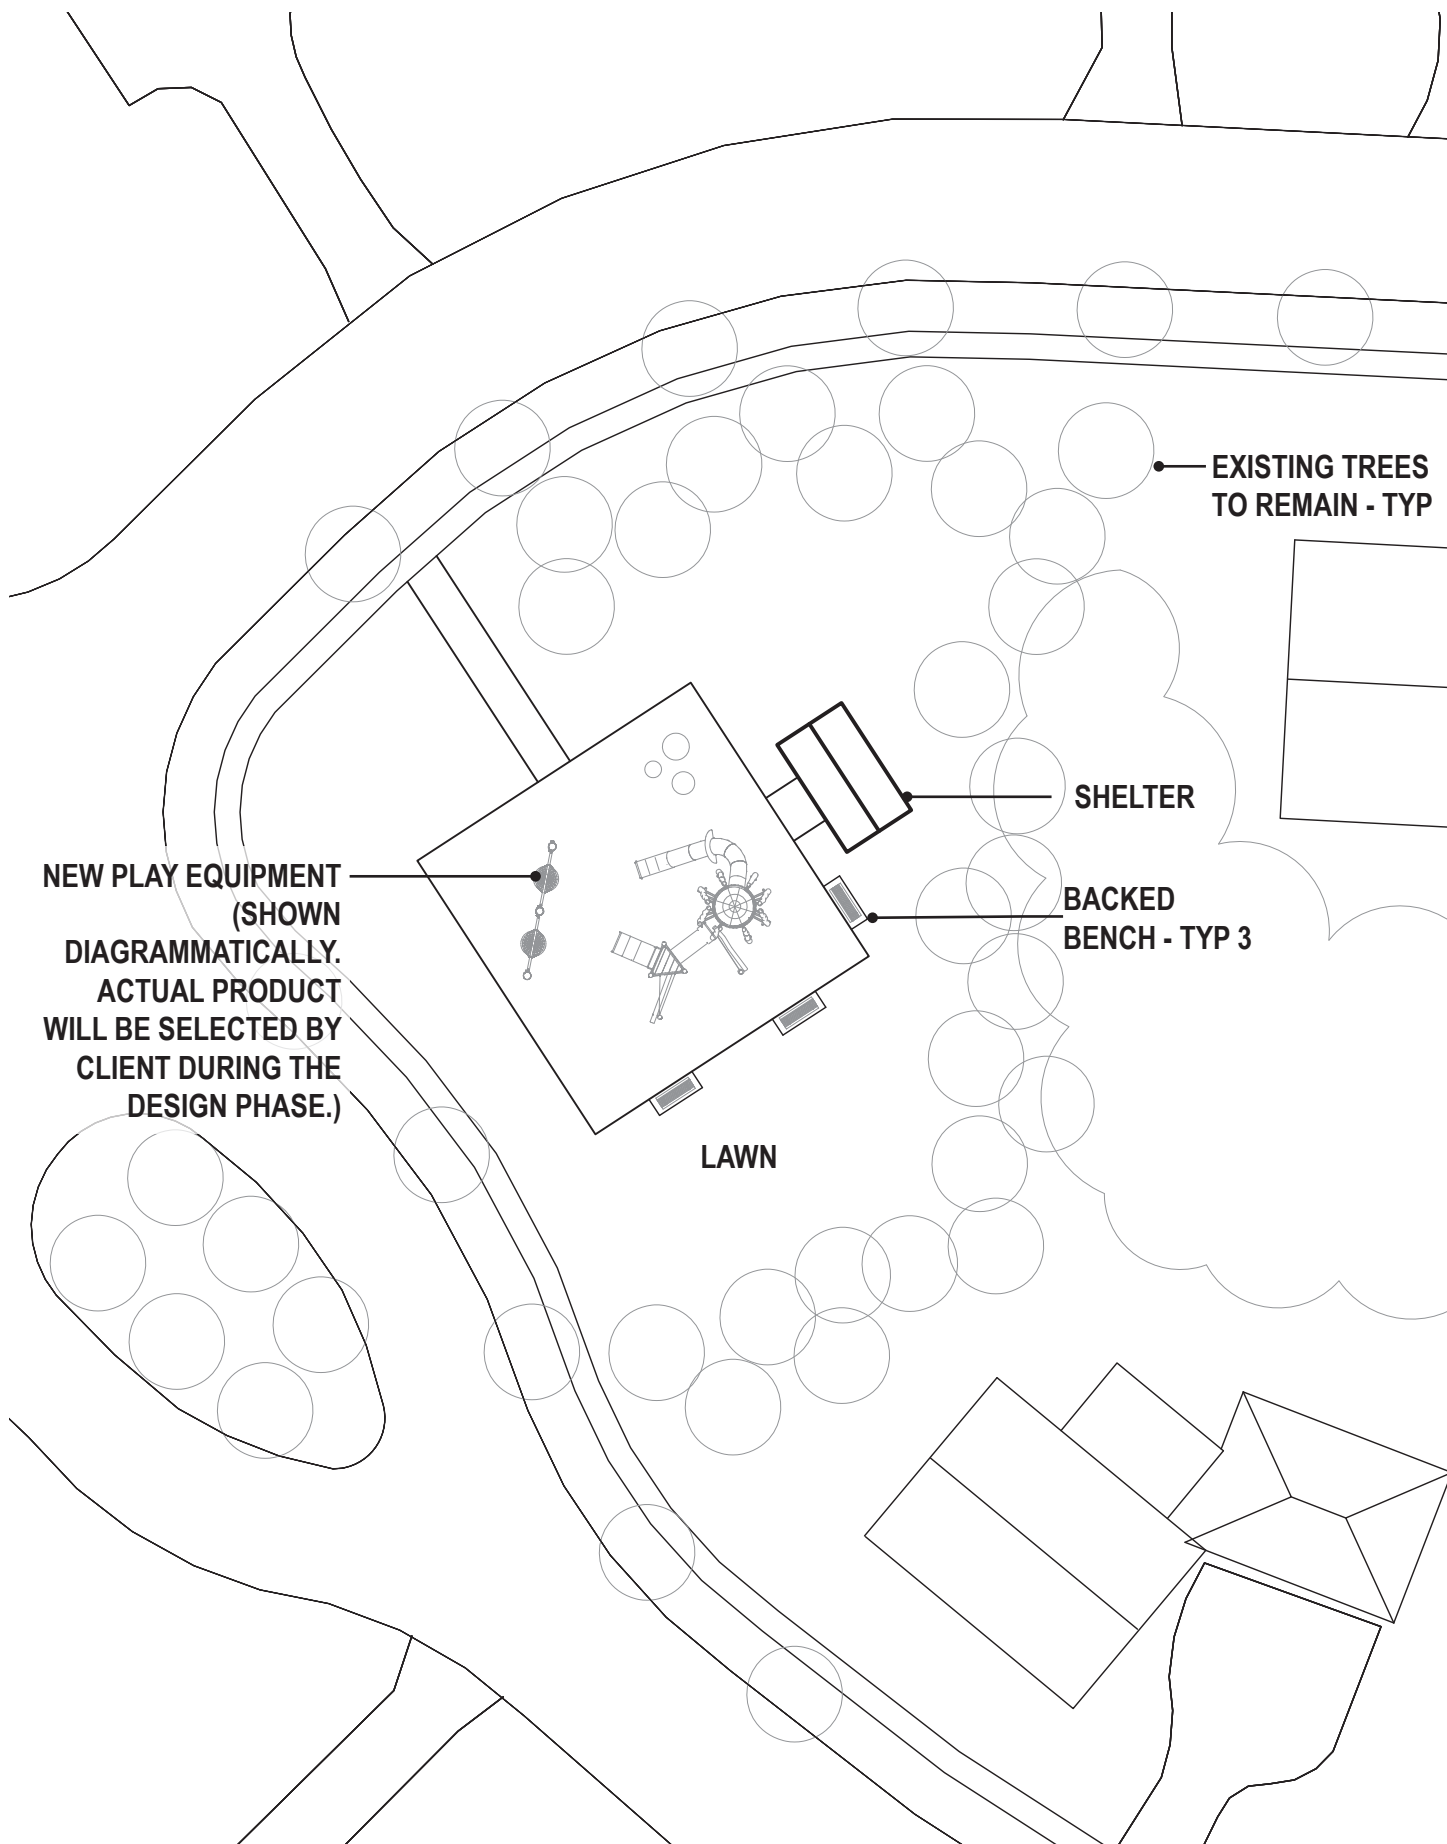 EXISTING TREES
TO REMAIN - TYP
SHELTER
NEW PLAY EQUIPMENT
(SHOWN
DIAGRAMMATICALLY.
ACTUAL PRODUCT
WILL BE SELECTED BY
CLIENT DURING THE
DESIGN PHASE.)
BACKED
BENCH - TYP 3
LAWN